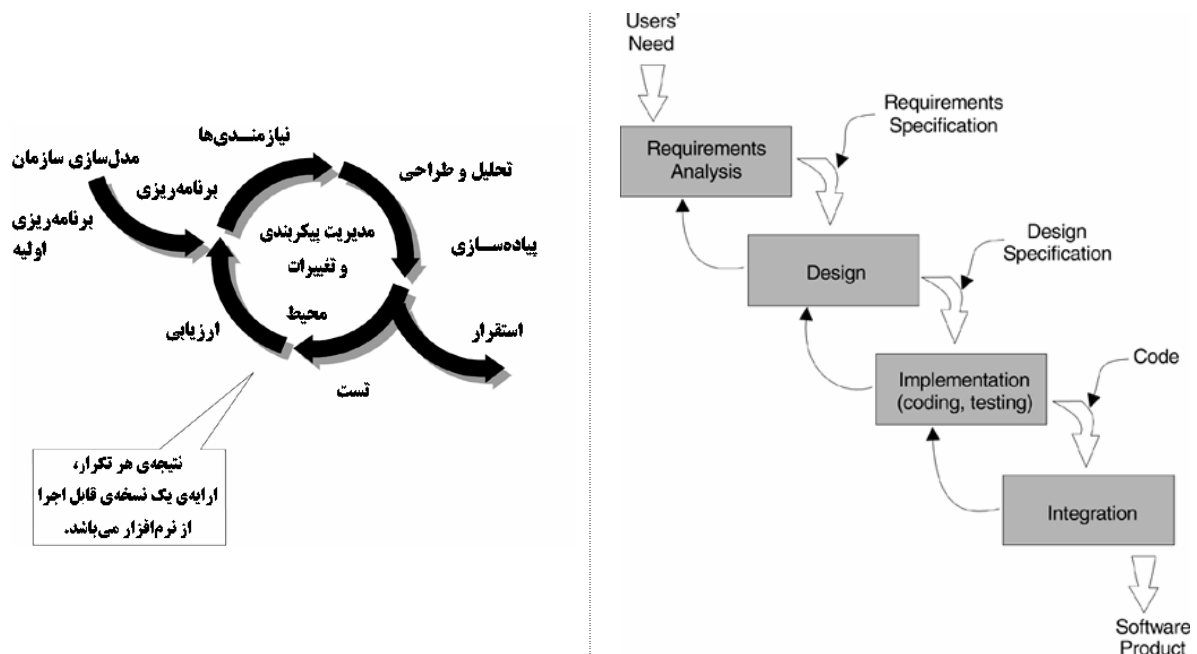 نیازمندی‌ها
مدل‌سازی سازمان
برنامه‌ریزی
تحلیل و طراحی
برنامه‌ریزی
اولیه
مدیریت پیکربندی
و تغییرات
پیاده‌سازی
محیط
ارزیابی
استقرار
تست
نتیجه‌ی هر تکرار،
ارایه‌ی یک نسخه‌ی قابل اجرا
از نرم‌افزار می‌باشد.
Users'
Need
Requirements
Specification
Requirements
Analysis
Design
Specification
Design
Code
Implementation
(coding, testing)
Integration
Software
Product